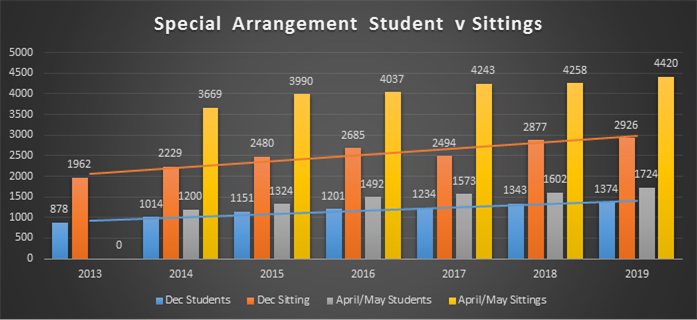 Special Arrangement Student v Sittings
5000
4500
4000
3500
3000
2500
2000
1500
1000
500
0
878 1962 0
1014 2229 1200 3669
1151 2480 1324 3990
1201 2685 1492 4037
1234 2494 1573 4243
1343 2877 1602 4258
1374 2926 1724 4420
2013 2014 2015 2016 2017 2018 2019
Dec Students Dec Sitting April/May Students April/May Sittings